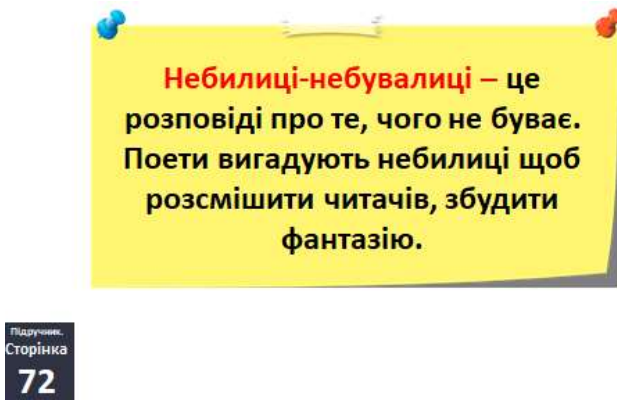 Небилиці-небувалиці – це
розповіді про те, чого не буває.
Поети вигадують небилиці щоб
розсмішити читачів, збудити
фантазію.
Підручник.
Сторінка
72